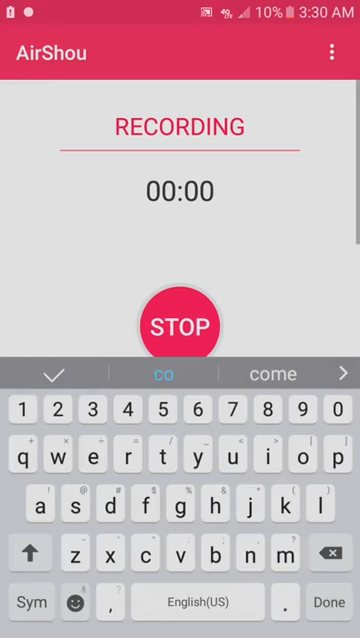 4G 10% 3:30 AM
AirShou
RECORDING
00:00
STOP
co come
1 2 3 4 5 6 7 8 9 0
q w e r t y u i o p
a s d f g h j k l
z x c v b n m
Sym , English(US) . Done